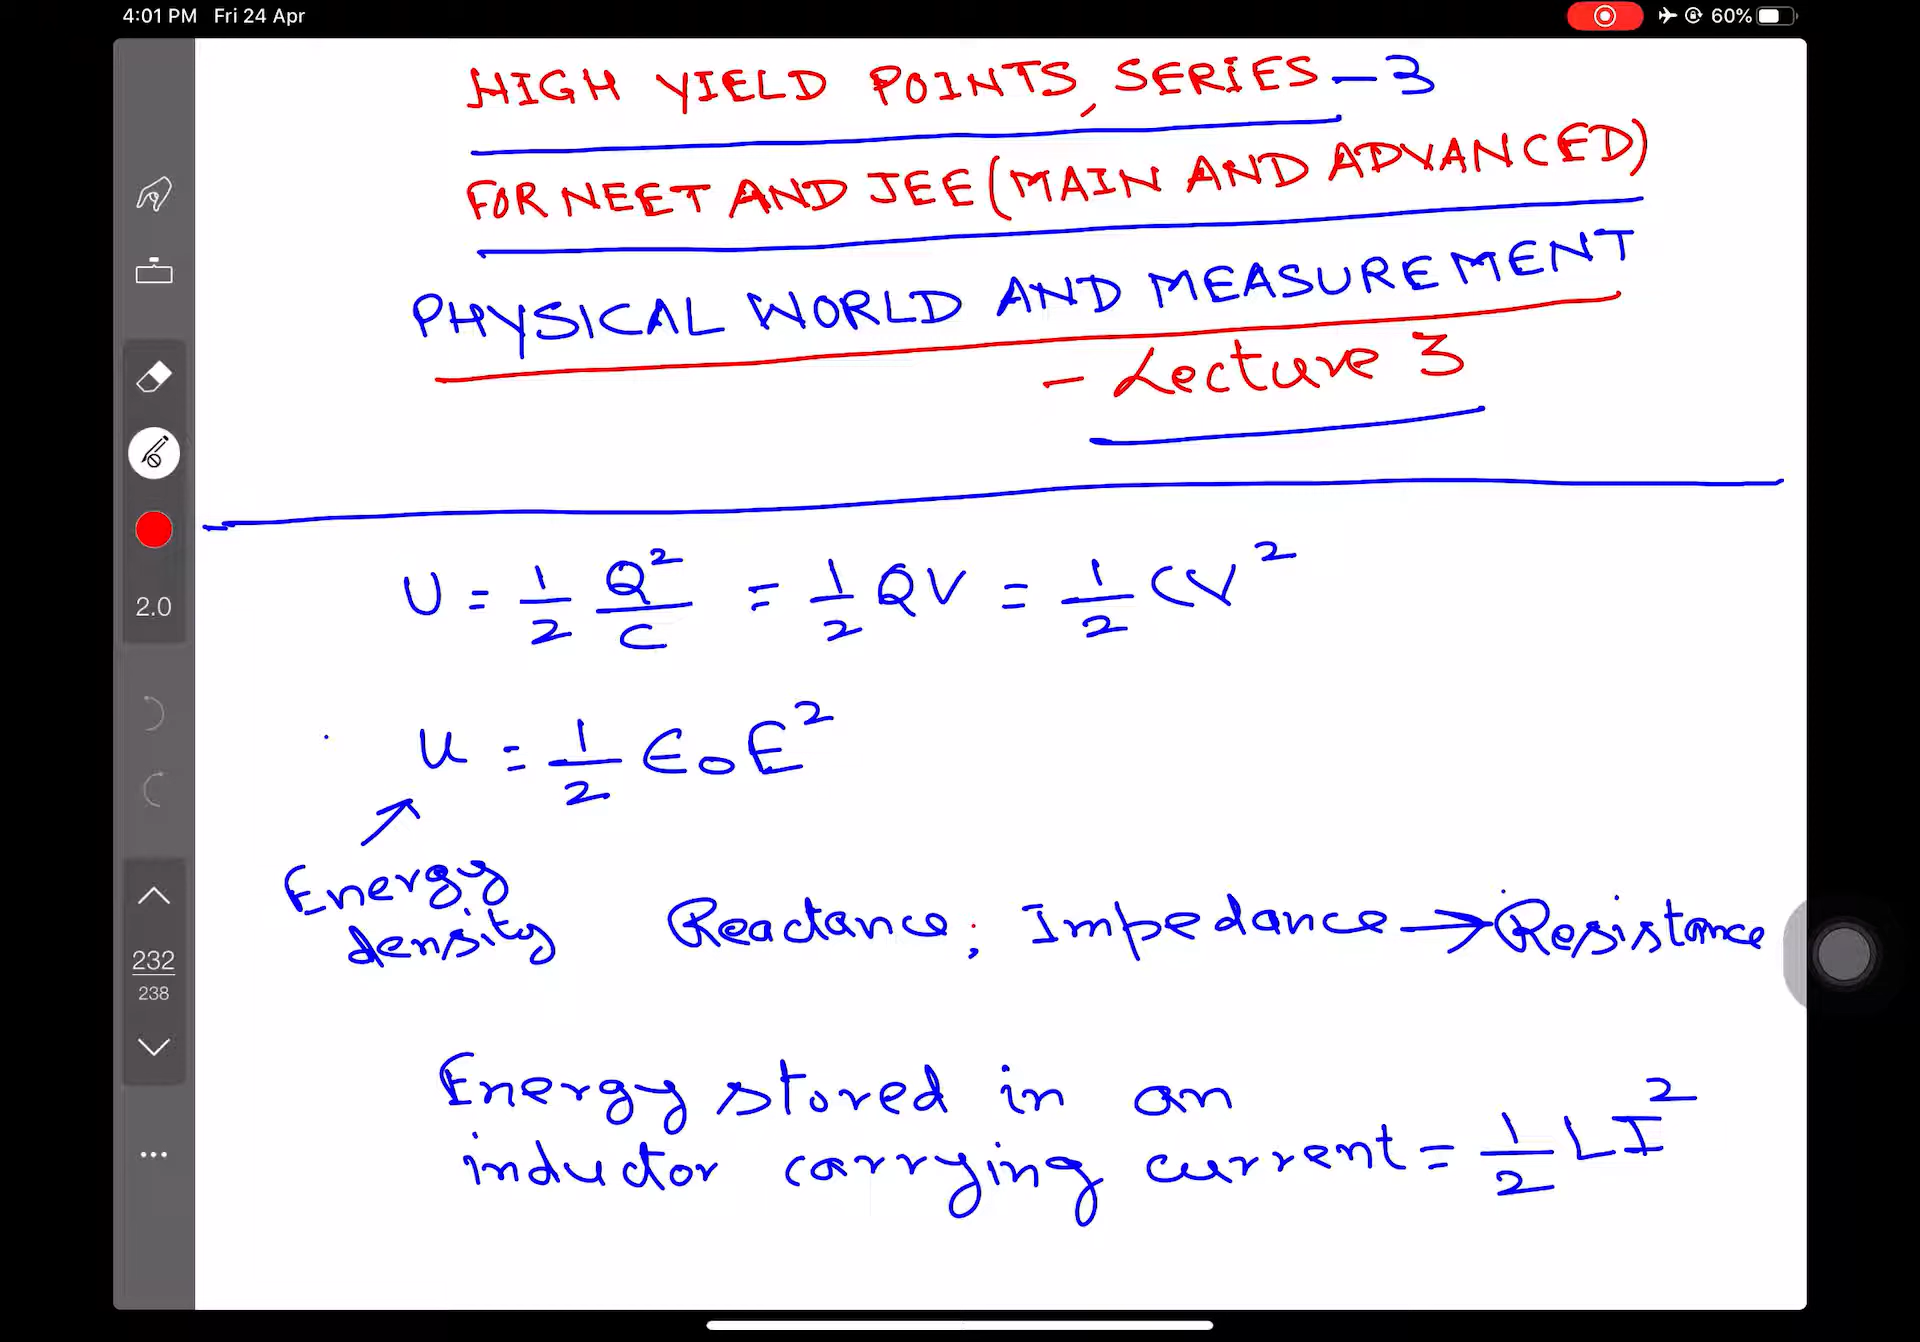 4:01 PM Fri 24 Apr
60%
HIGH YIELD POINTS, SERIES-3
FOR NEET AND JEE (MAIN AND ADVANCED)
PHYSICAL WORLD AND MEASUREMENT
- Lecture 3
U = 1/2 Q²/C = 1/2 QV = 1/2 CV²
2.0
u = 1/2 ϵ₀E²
Energy
density
Reactance, Impedance → Resistance
232
238
Energy stored in an
inductor carrying current = 1/2 LI²